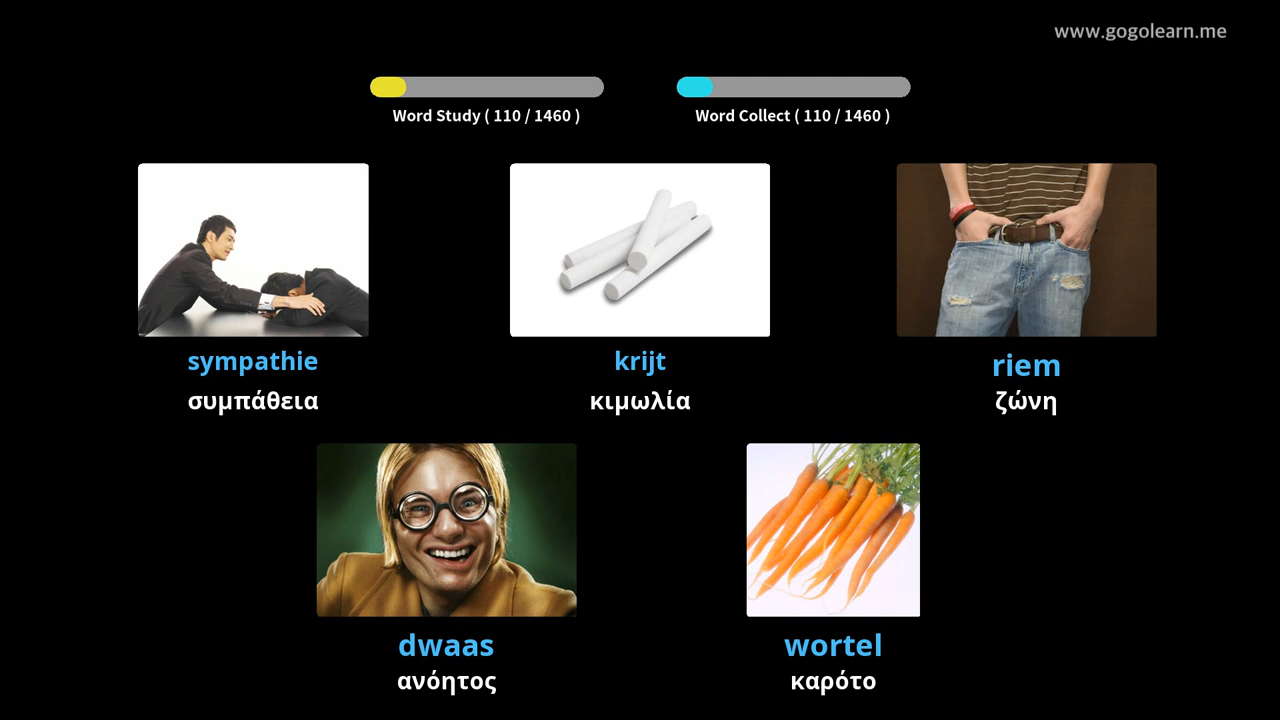 www.gogolearn.me
Word Study ( 110 / 1460 )
Word Collect ( 110 / 1460 )
sympathie
συμπάθεια
krijt
κιμωλία
riem
ζώνη
dwaas
ανόητος
wortel
καρότο